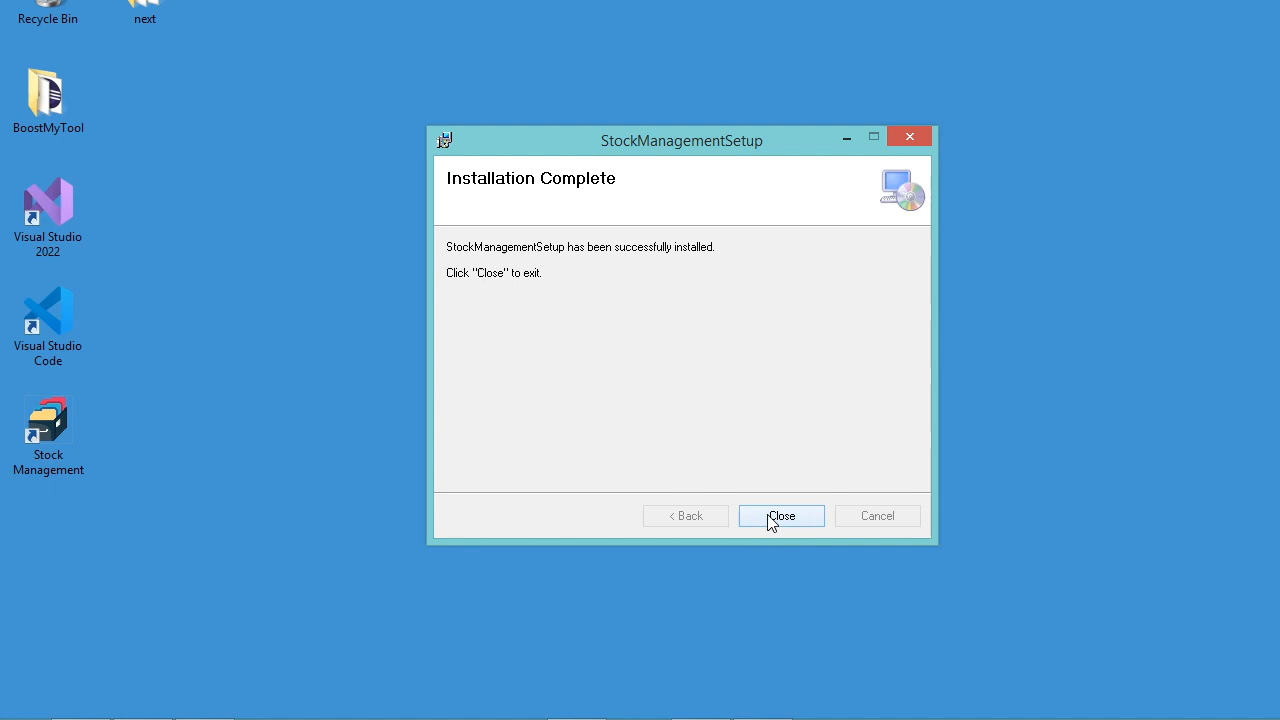 Recycle Bin
next
BoostMyTool
Visual Studio
2022
Visual Studio
Code
Stock
Management
StockManagementSetup
Installation Complete
StockManagementSetup has been successfully installed.
Click "Close" to exit.
< Back
Close
Cancel